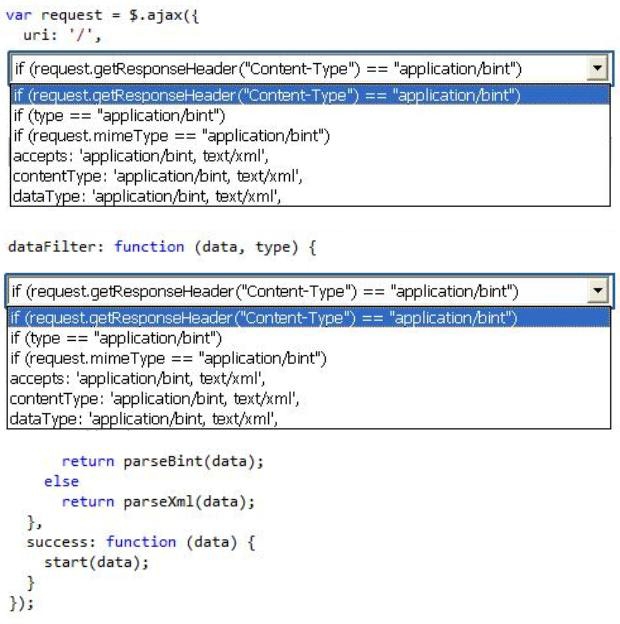 var request = $.ajax({
uri: '/',
if (request.getResponseHeader("Content-Type") == "application/bint")
if (request.getResponseHeader("Content-Type") == "application/bint")
if (type == "application/bint")
if (request.mimeType == "application/bint")
accepts: 'application/bint, text/xml',
contentType: 'application/bint, text/xml',
dataType: 'application/bint, text/xml',
dataFilter: function (data, type) {
if (request.getResponseHeader("Content-Type") == "application/bint")
if (request.getResponseHeader("Content-Type") == "application/bint")
if (type == "application/bint")
if (request.mimeType == "application/bint")
accepts: 'application/bint, text/xml',
contentType: 'application/bint, text/xml',
dataType: 'application/bint, text/xml',
return parseBint(data);
else
return parseXml(data);
},
success: function (data) {
start(data);
}
});